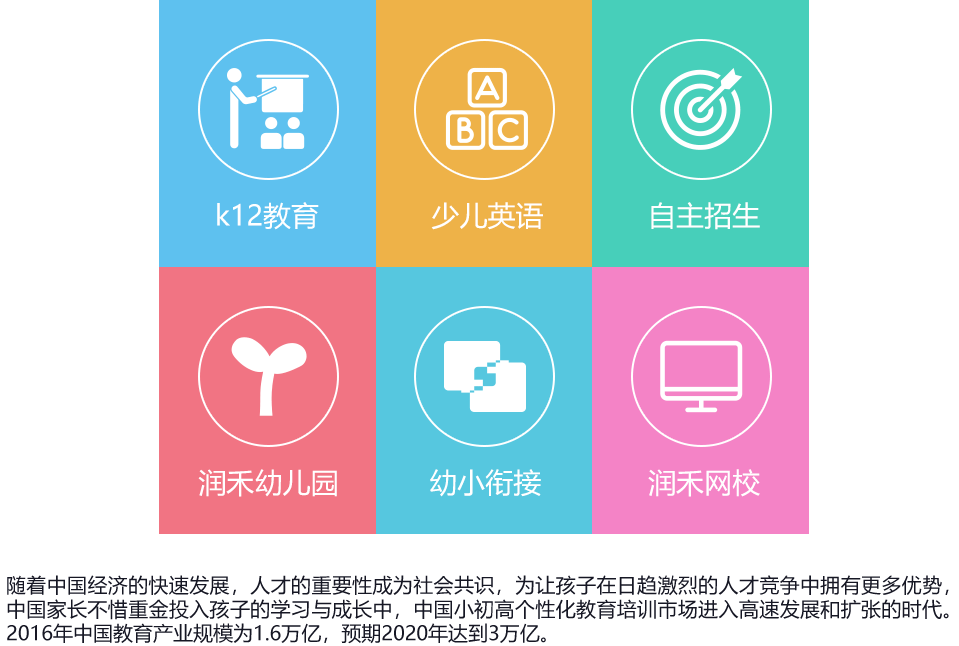 A
B C
k12教育 少儿英语 自主招生
润禾幼儿园 幼小衔接 润禾网校
随着中国经济的快速发展，人才的重要性成为社会共识，为让孩子在日趋激烈的人才竞争中拥有更多优势，
中国家长不惜重金投入孩子的学习与成长中，中国小初高个性化教育培训市场进入高速发展和扩张的时代。
2016年中国教育产业规模为1.6万亿，预期2020年达到3万亿。